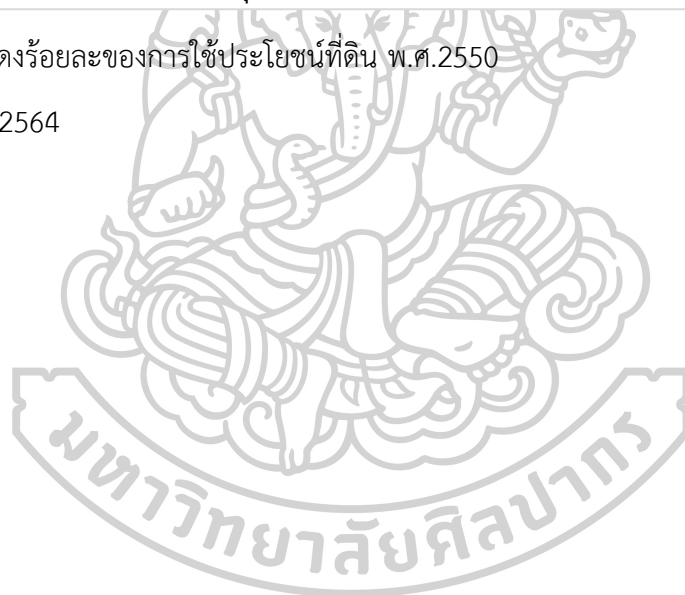 ดงร้อยละของการใช้ประโยชน์ที่ดิน พ.ศ.2550
2564
มหาวิทยาลัยศิลปากร